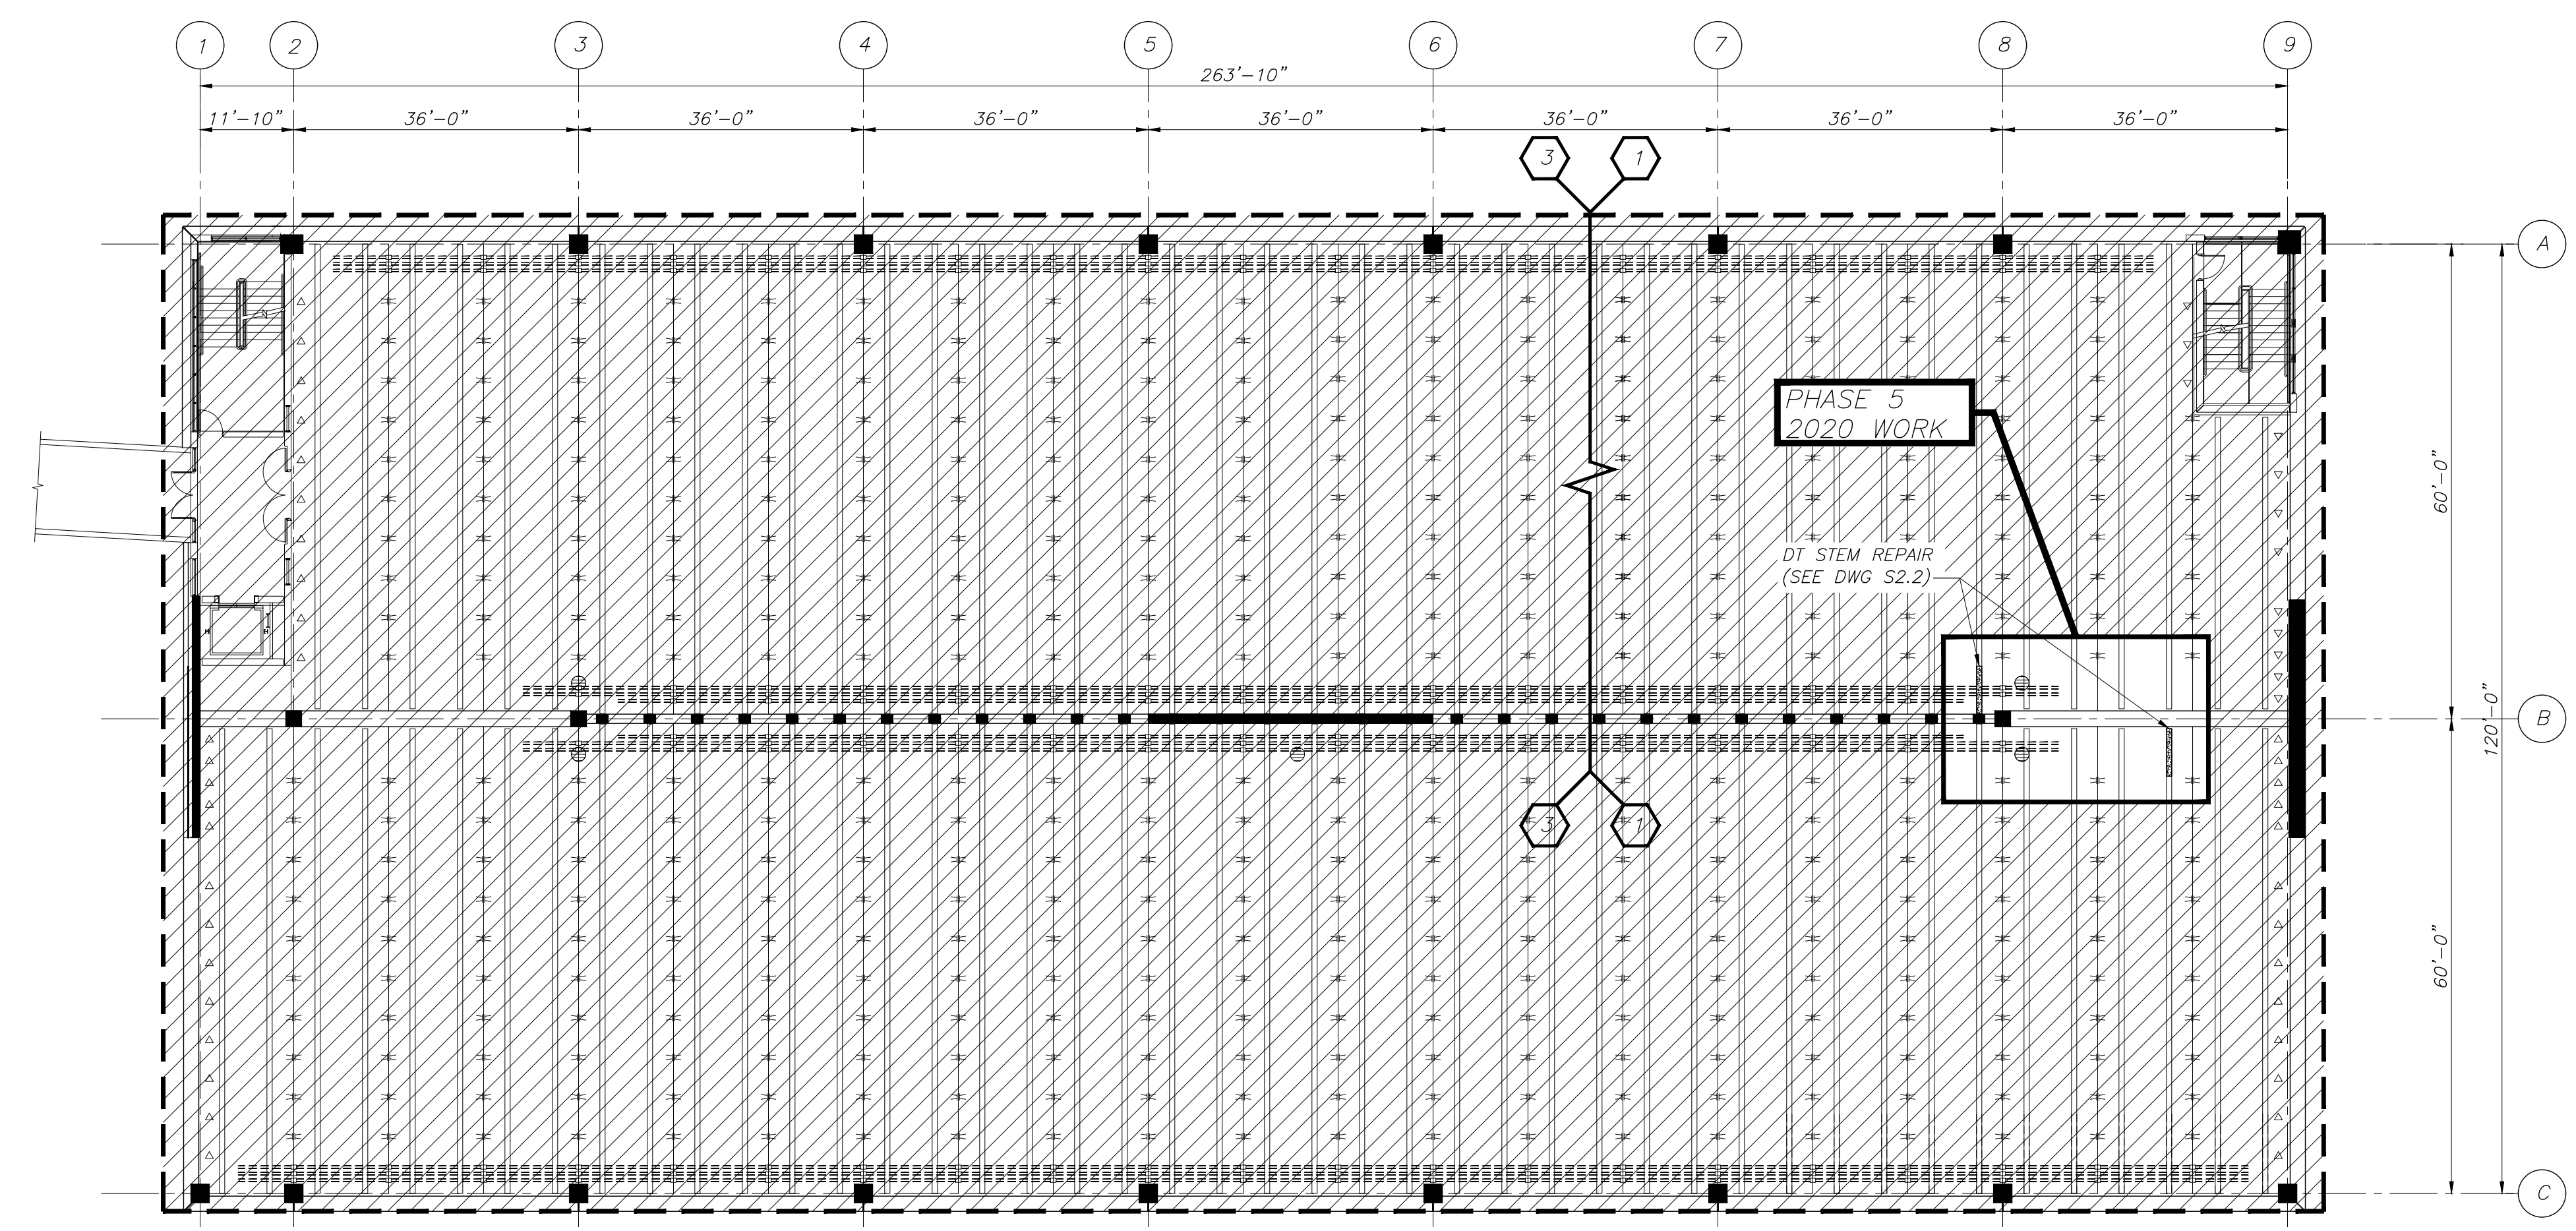 1 2 3 4 5 6 7 8 9
263'-10"
11'-10" 36'-0" 36'-0" 36'-0" 36'-0" 36'-0" 36'-0" 36'-0"
3 1
A
PHASE 5
2020 WORK
60'-0"
DT STEM REPAIR
(SEE DWG S2.2)
B
120'-0"
3 1
60'-0"
C